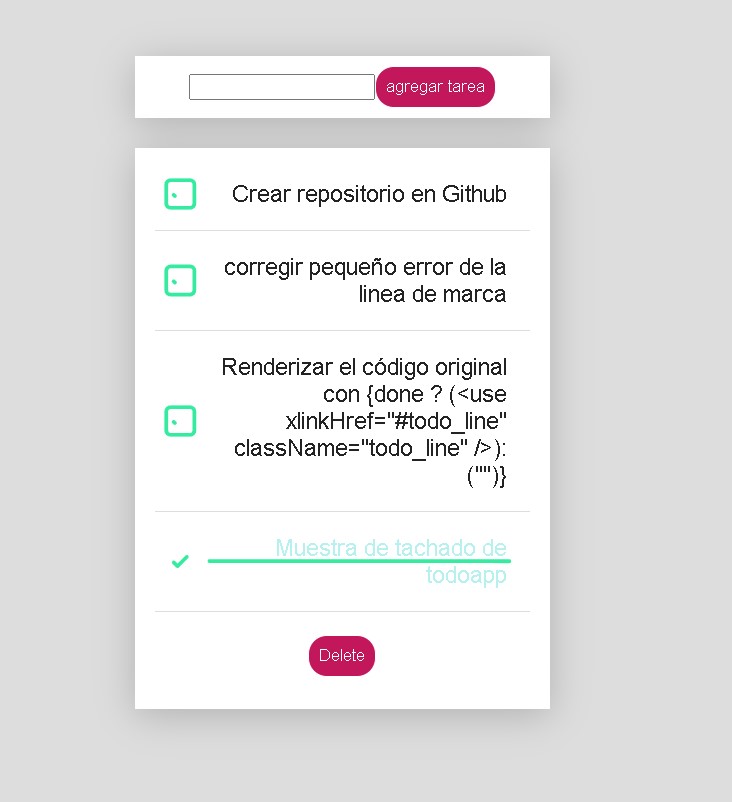 agregar tarea
Crear repositorio en Github
corregir pequeño error de la
linea de marca
Renderizar el código original
con {done ? (<use
xlinkHref="#todo_line"
className="todo_line" />):
("")}
Muestra de tachado de
todoapp
Delete